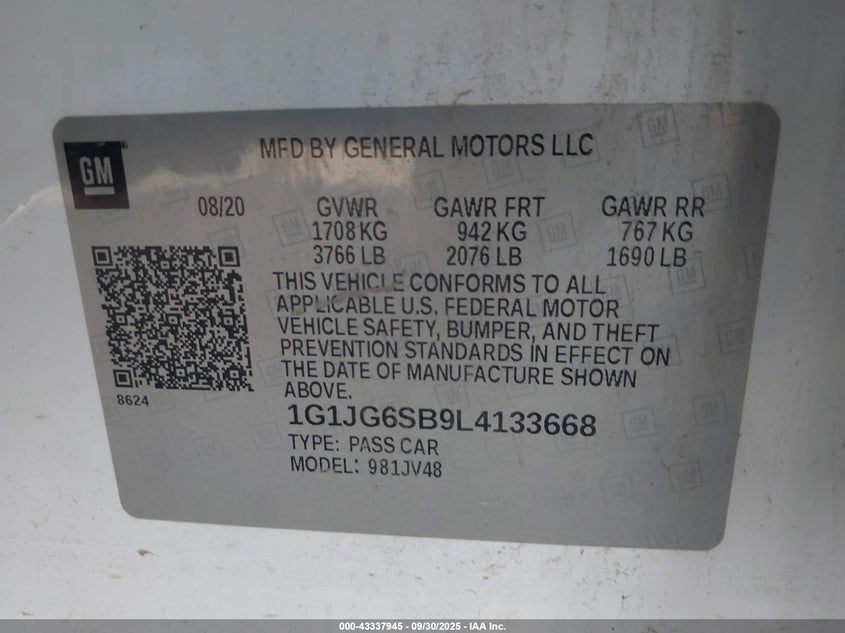 GM
MFD BY GENERAL MOTORS LLC
08/20 GVWR GAWR FRT GAWR RR
1708 KG 942 KG 767 KG
3766 LB 2076 LB 1690 LB
THIS VEHICLE CONFORMS TO ALL
APPLICABLE U.S. FEDERAL MOTOR
VEHICLE SAFETY, BUMPER, AND THEFT
PREVENTION STANDARDS IN EFFECT ON
THE DATE OF MANUFACTURE SHOWN
ABOVE.
8624
1G1JG6SB9L4133668
TYPE: PASS CAR
MODEL: 981JV48
000-43337945 - 09/30/2025 - IAA Inc.